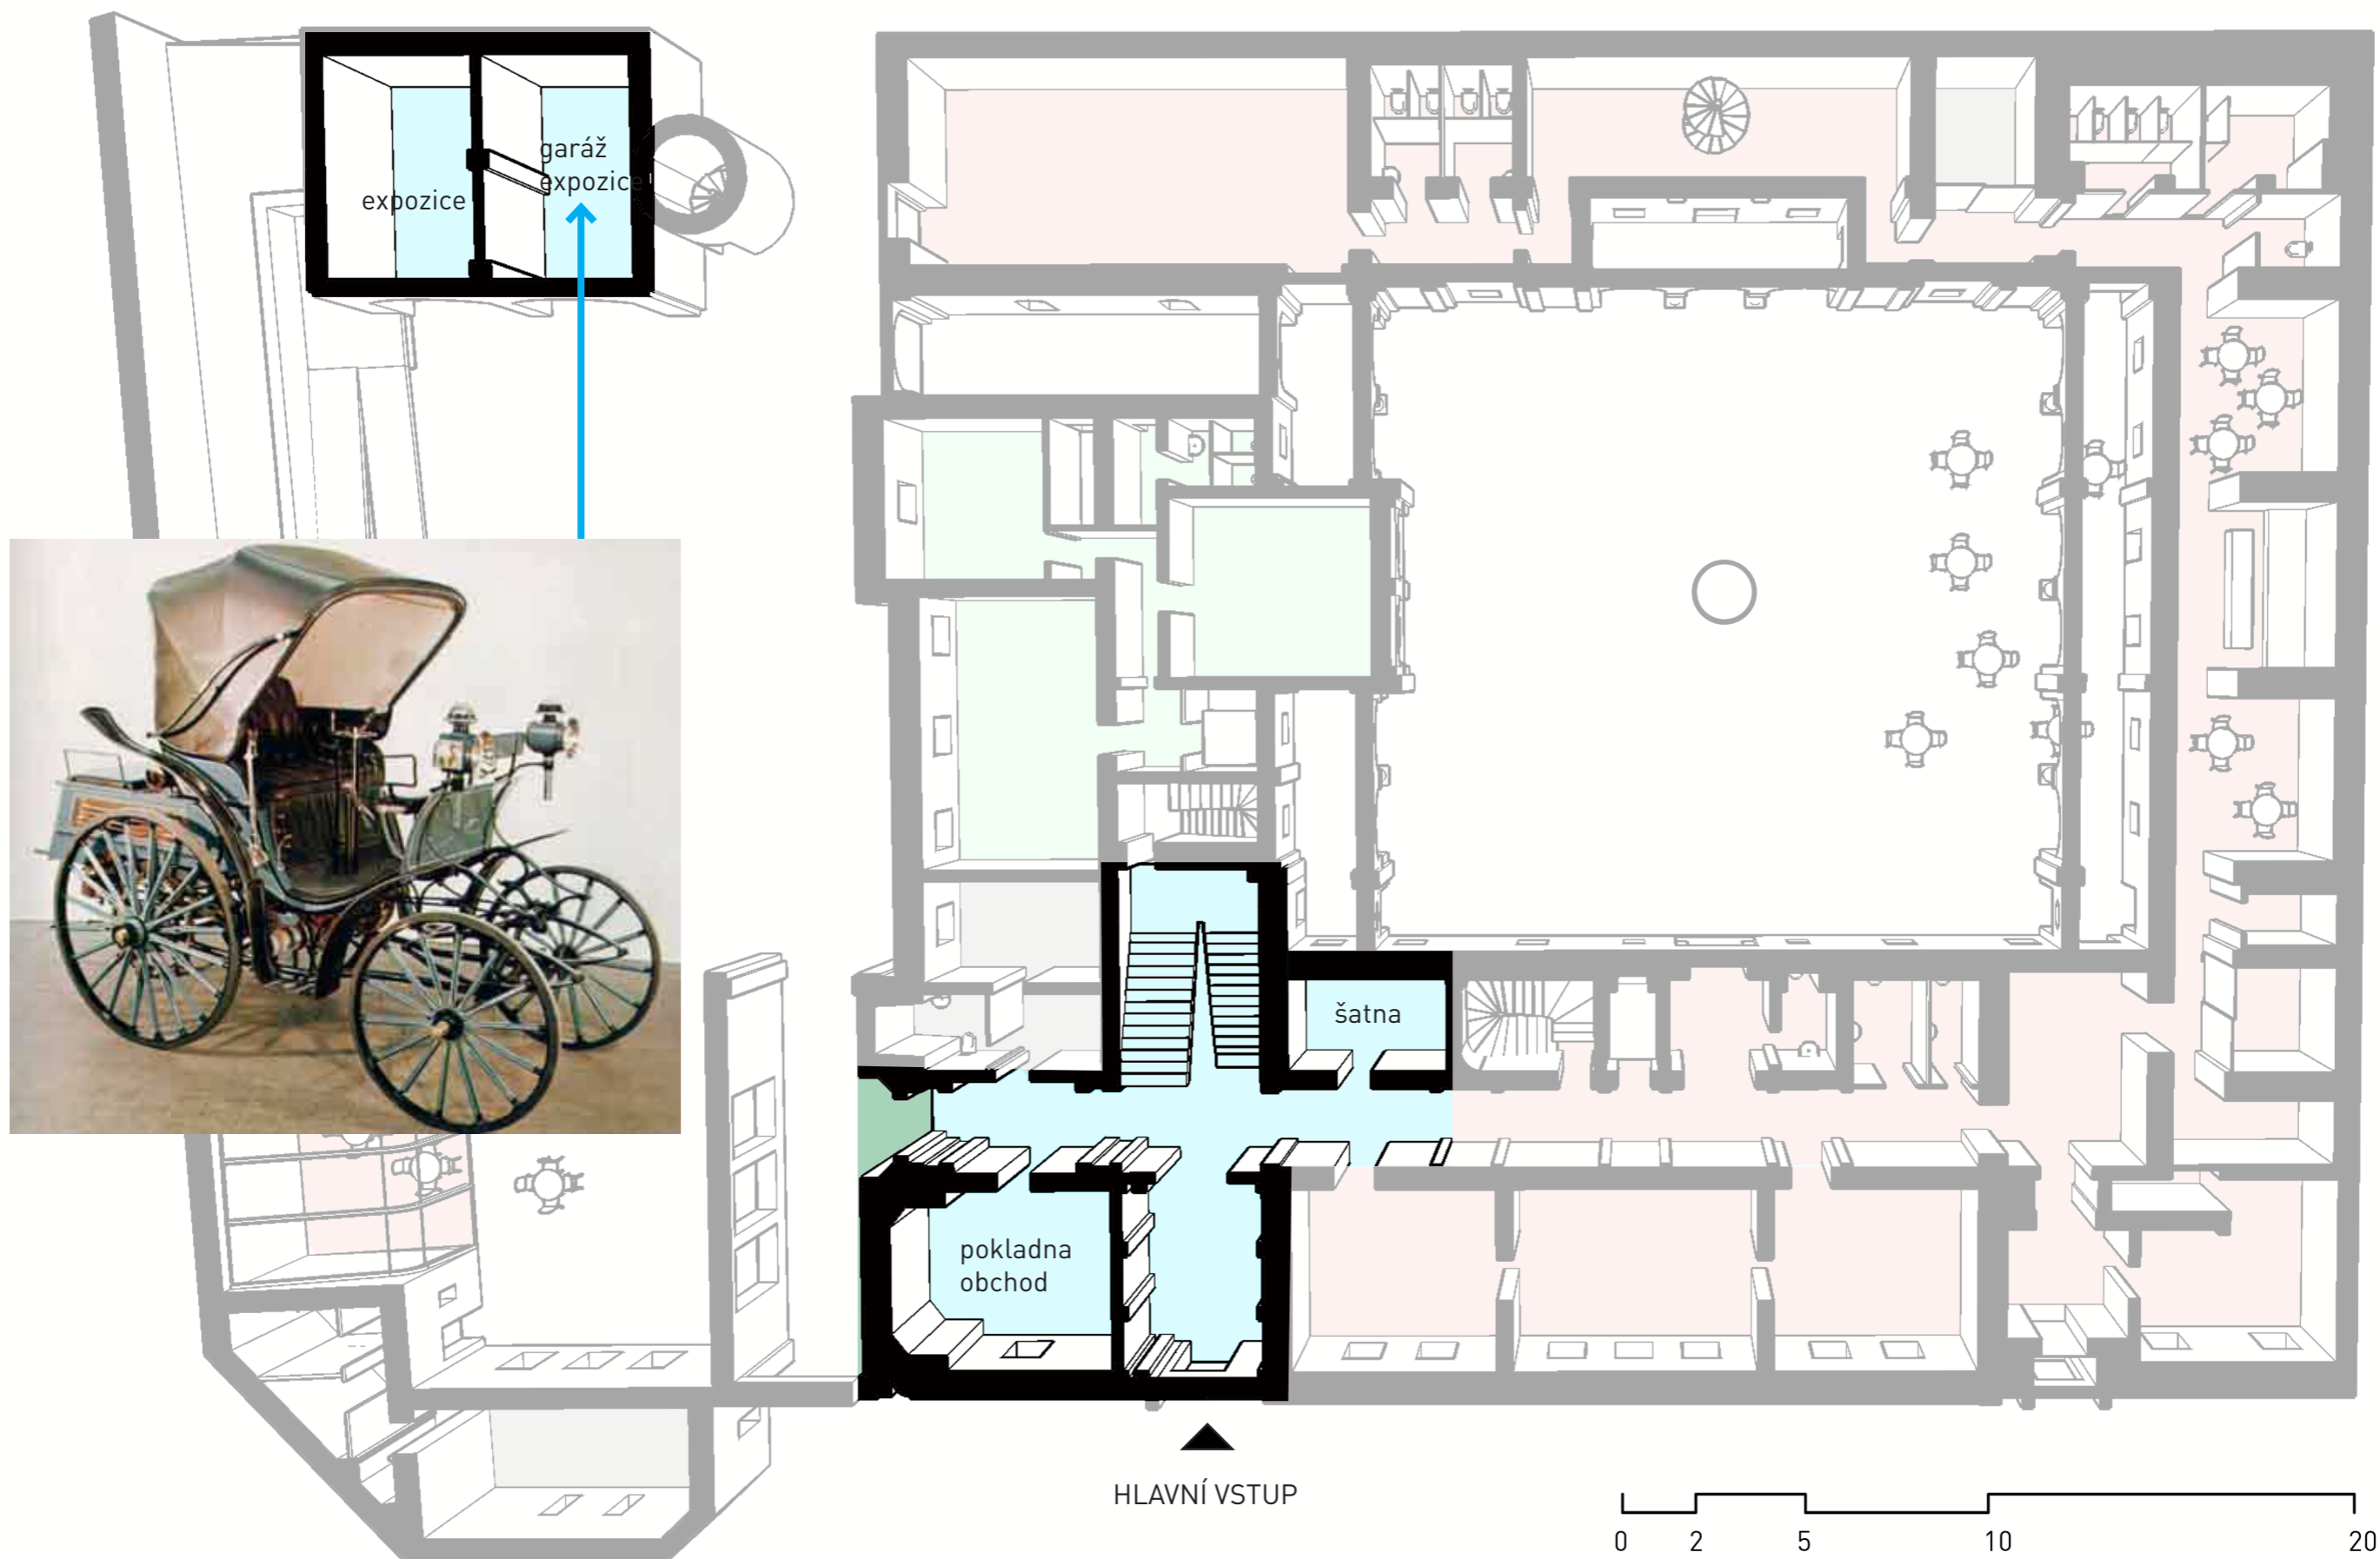 garáž
expozice
expozice
šatna
pokladna
obchod
HLAVNÍ VSTUP
0 2 5 10 20